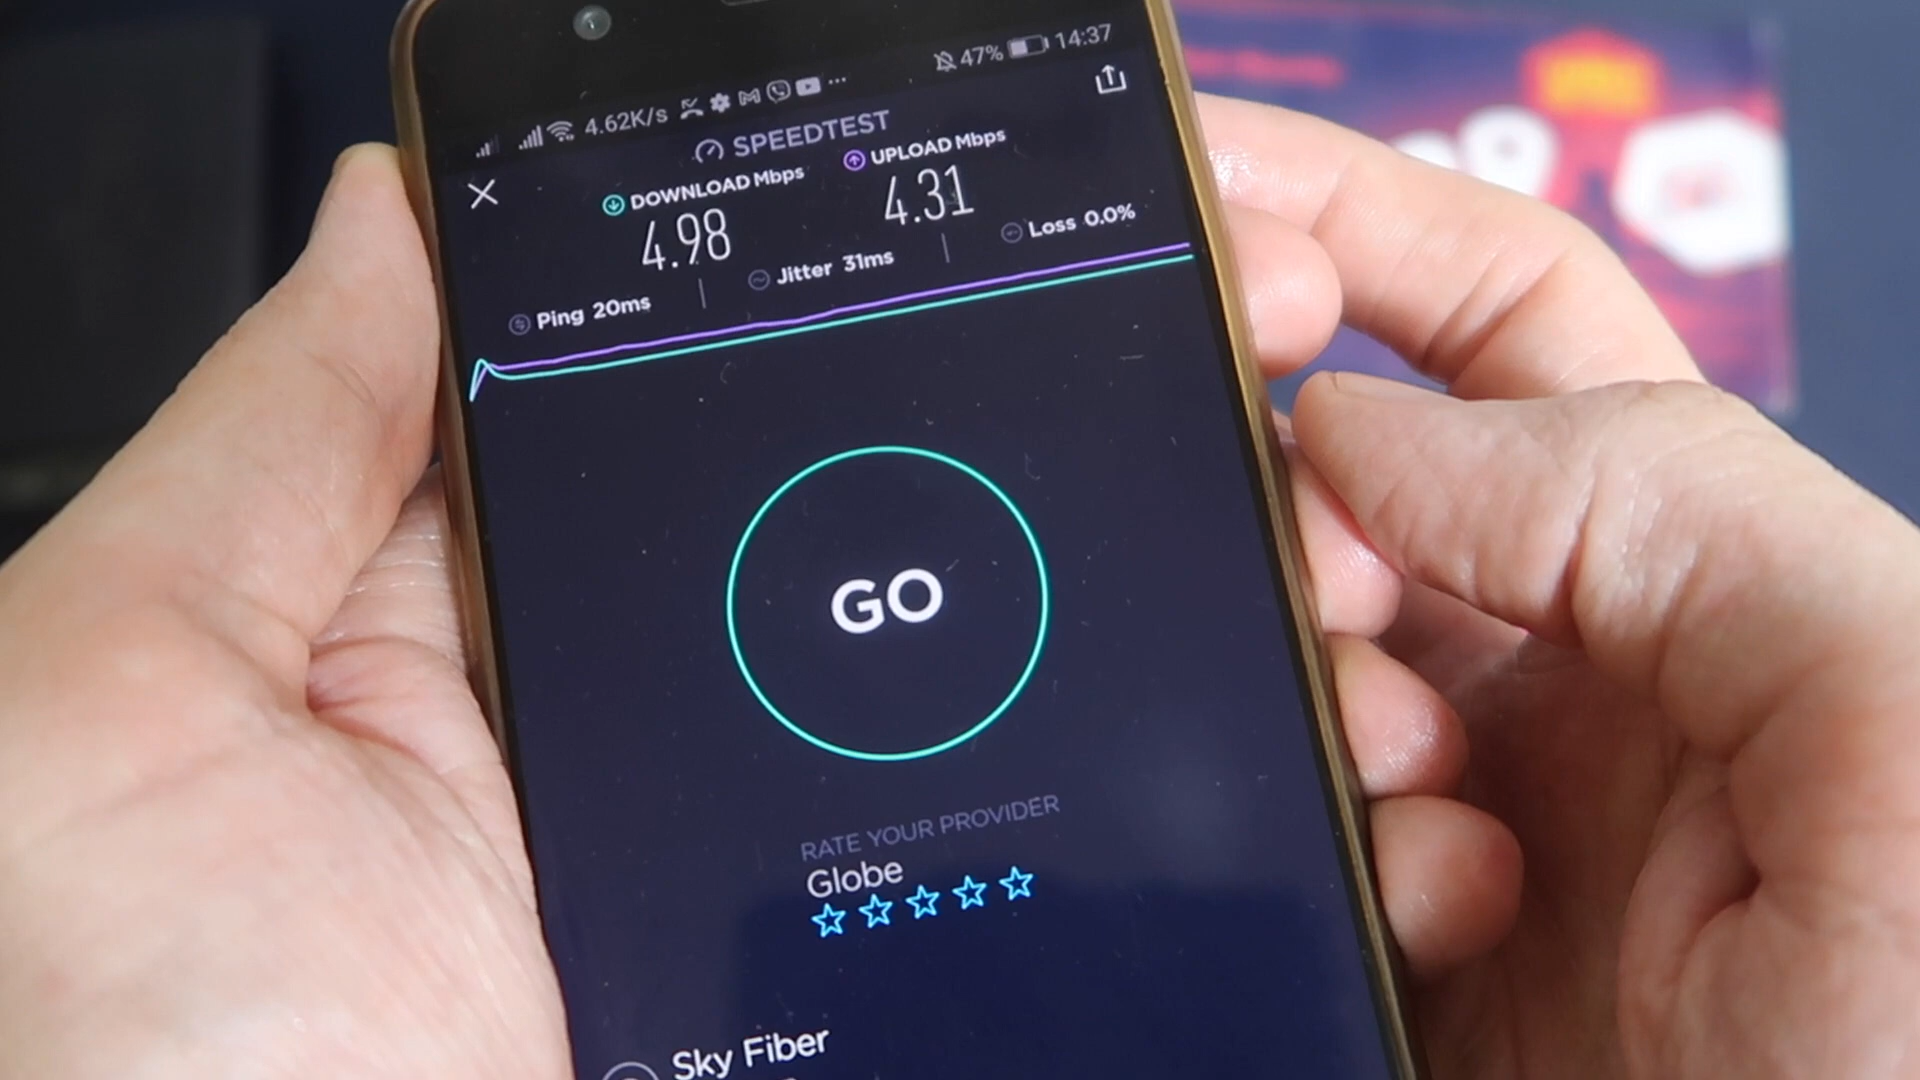 4.62K/s ... 47% 14:37
SPEEDTEST
DOWNLOAD Mbps
4.98
UPLOAD Mbps
4.31
Ping 20ms
Jitter 31ms
Loss 0.0%
GO
RATE YOUR PROVIDER
Globe
Sky Fiber